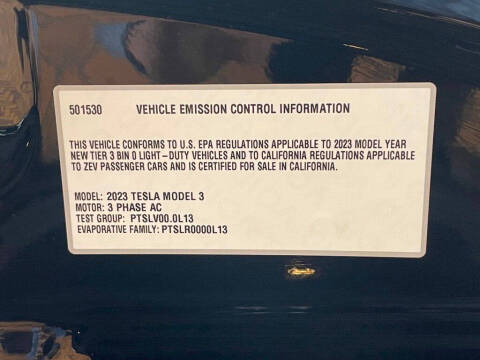 501530 VEHICLE EMISSION CONTROL INFORMATION
THIS VEHICLE CONFORMS TO U.S. EPA REGULATIONS APPLICABLE TO 2023 MODEL YEAR
NEW TIER 3 BIN 0 LIGHT-DUTY VEHICLES AND TO CALIFORNIA REGULATIONS APPLICABLE
TO ZEV PASSENGER CARS AND IS CERTIFIED FOR SALE IN CALIFORNIA.
MODEL: 2023 TESLA MODEL 3
MOTOR: 3 PHASE AC
TEST GROUP: PTSLV00.0L13
EVAPORATIVE FAMILY: PTSLR0000L13